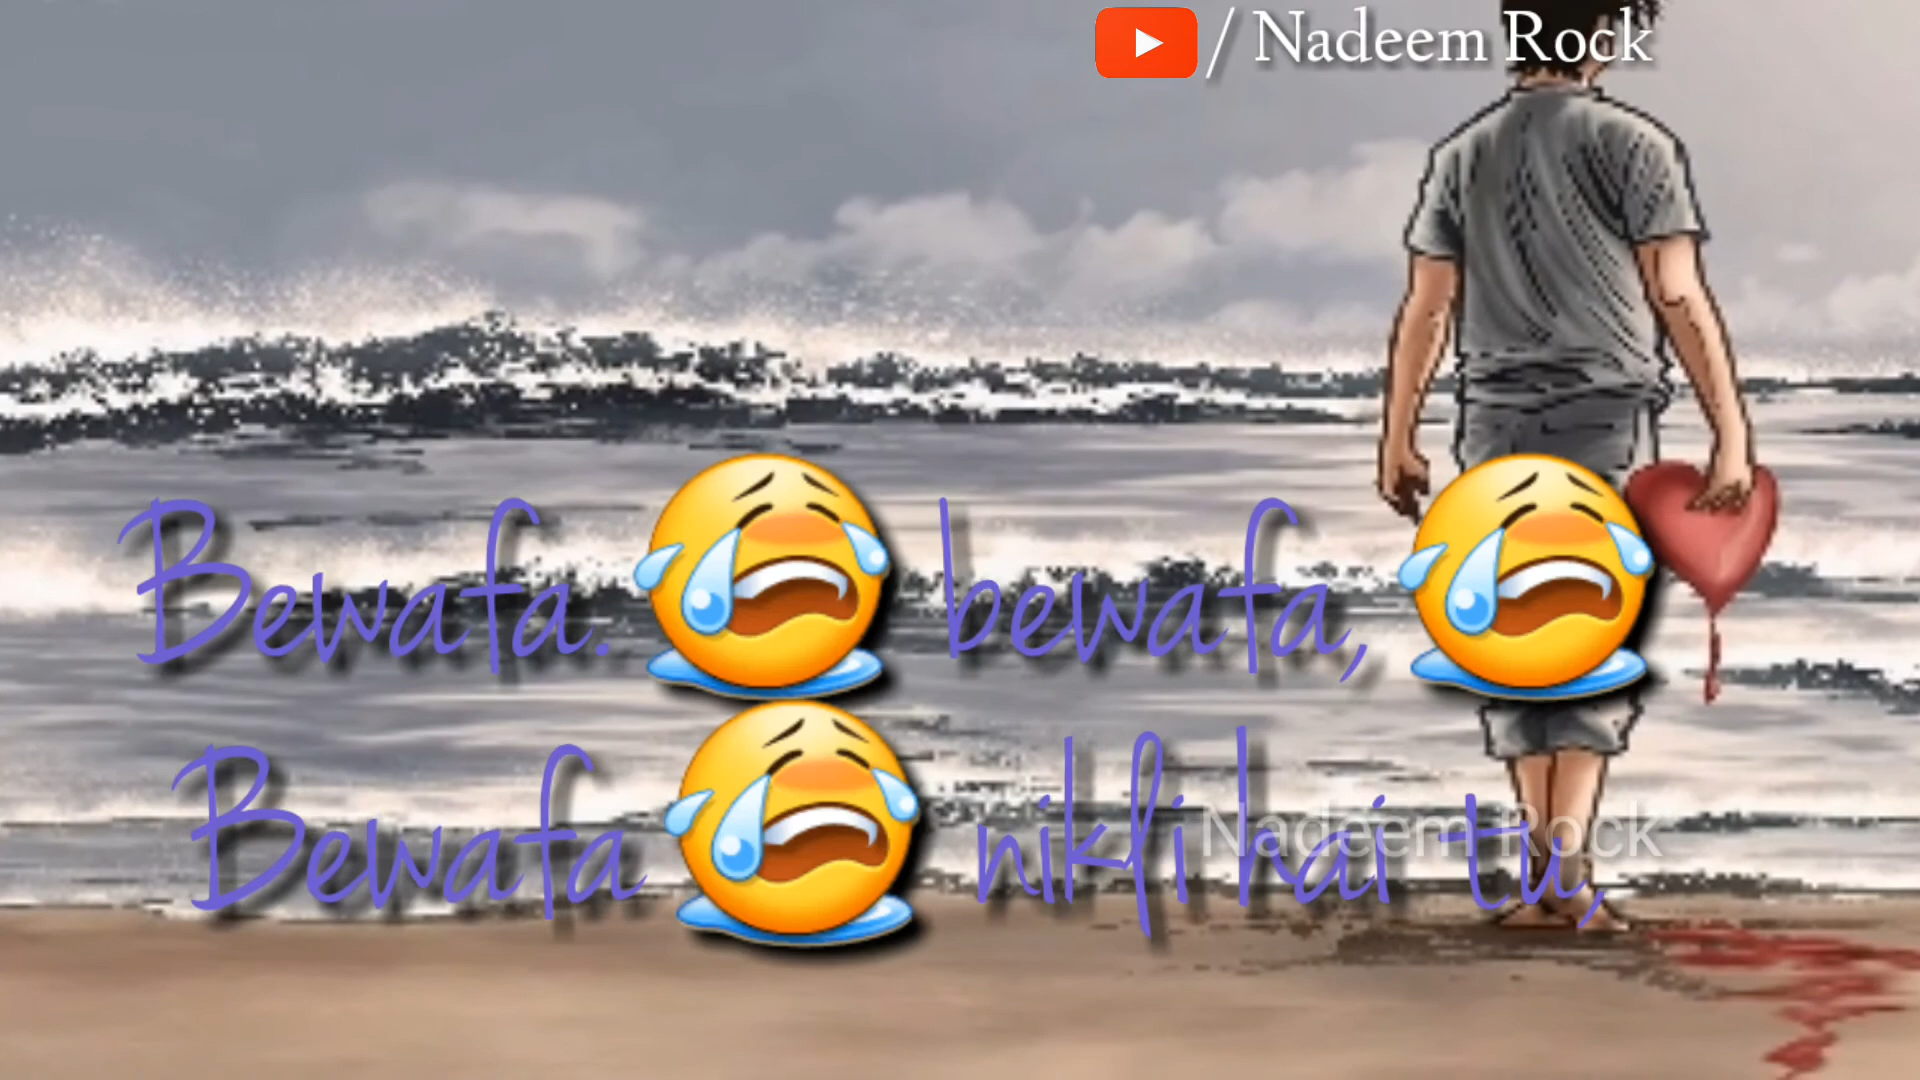 / Nadeem Rock
Bewafa. 😭 bewafa, 😭
Bewafa 😭 nikli hai tu,
Nadeem Rock